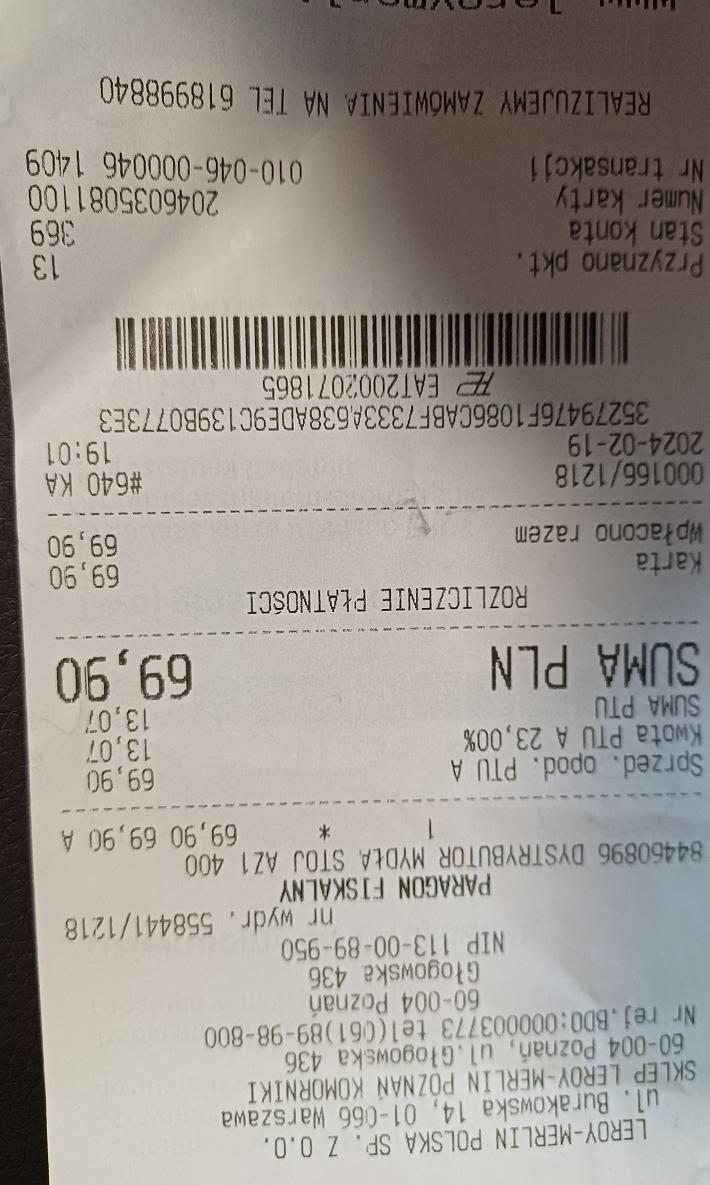 LEROY-MERLIN POLSKA SP. Z O.O.
ul. Burakowska 14, 01-066 Warszawa
SKLEP LEROY-MERLIN POZNAŃ KOMORNIKI
60-004 Poznań, ul.Głogowska 436
Nr rej.BDO:000003773 tel(061)89-98-800
60-004 Poznań
Głogowska 436
NIP 113-00-89-950
nr wydr. 558441/1218
PARAGON FISKALNY
84460896 DYSTRYBUTOR MYDŁA STOJ AZ1 400
1 * 69,90 69,90 A
Sprzed. opod. PTU A 69,90
Kwota PTU A 23,00% 13,07
SUMA PTU 13,07
SUMA PLN 69,90
ROZLICZENIE PŁATNOŚCI
Karta 69,90
Wpłacono razem 69,90
000166/1218 #640 KA
2024-02-19 19:01
35279476F1086CABF7333A638ADE9C139B0773E3
EAT2002071865
Przyznano pkt. 13
Stan konta 369
Numer karty 2046035081100
Nr transakcji 010-046-000046 1409
REALIZUJEMY ZAMÓWIENIA NA TEL 618998840